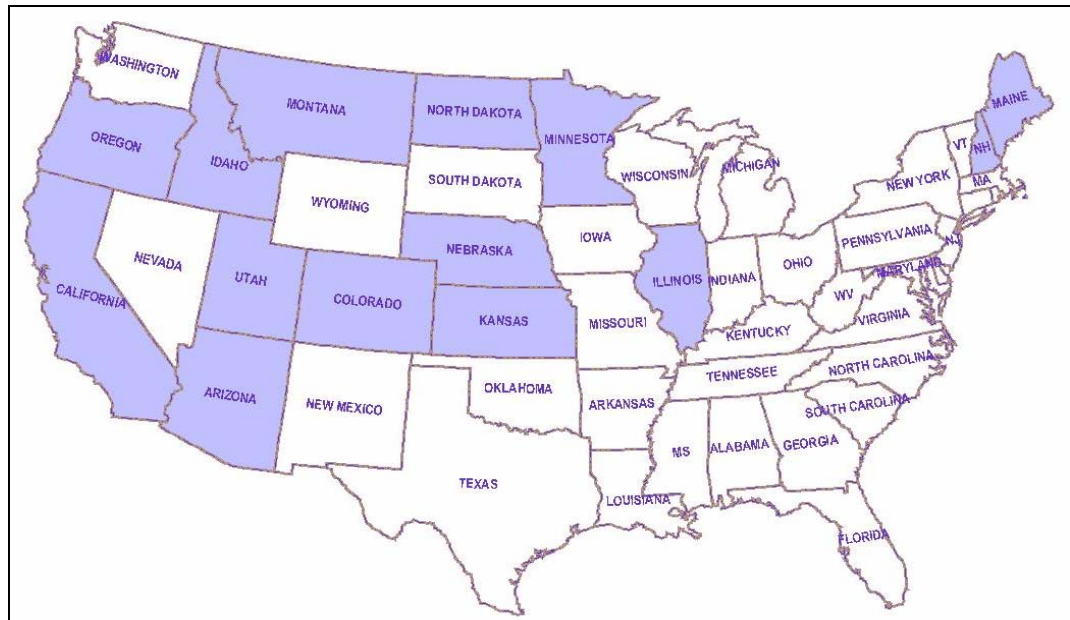 WASHINGTON
MONTANA
NORTH DAKOTA
MINNESOTA
MAINE
OREGON
IDAHO
VT
NH
WISCONSIN
MICHIGAN
NEW YORK
MA
SOUTH DAKOTA
WYOMING
IOWA
PENNSYLVANIA
NJ
NEBRASKA
NEVADA
UTAH
COLORADO
ILLINOIS
INDIANA
OHIO
MARYLAND
CALIFORNIA
KANSAS
MISSOURI
WV
VIRGINIA
KENTUCKY
NORTH CAROLINA
TENNESSEE
ARIZONA
NEW MEXICO
OKLAHOMA
ARKANSAS
SOUTH CAROLINA
MS
ALABAMA
GEORGIA
TEXAS
LOUISIANA
FLORIDA